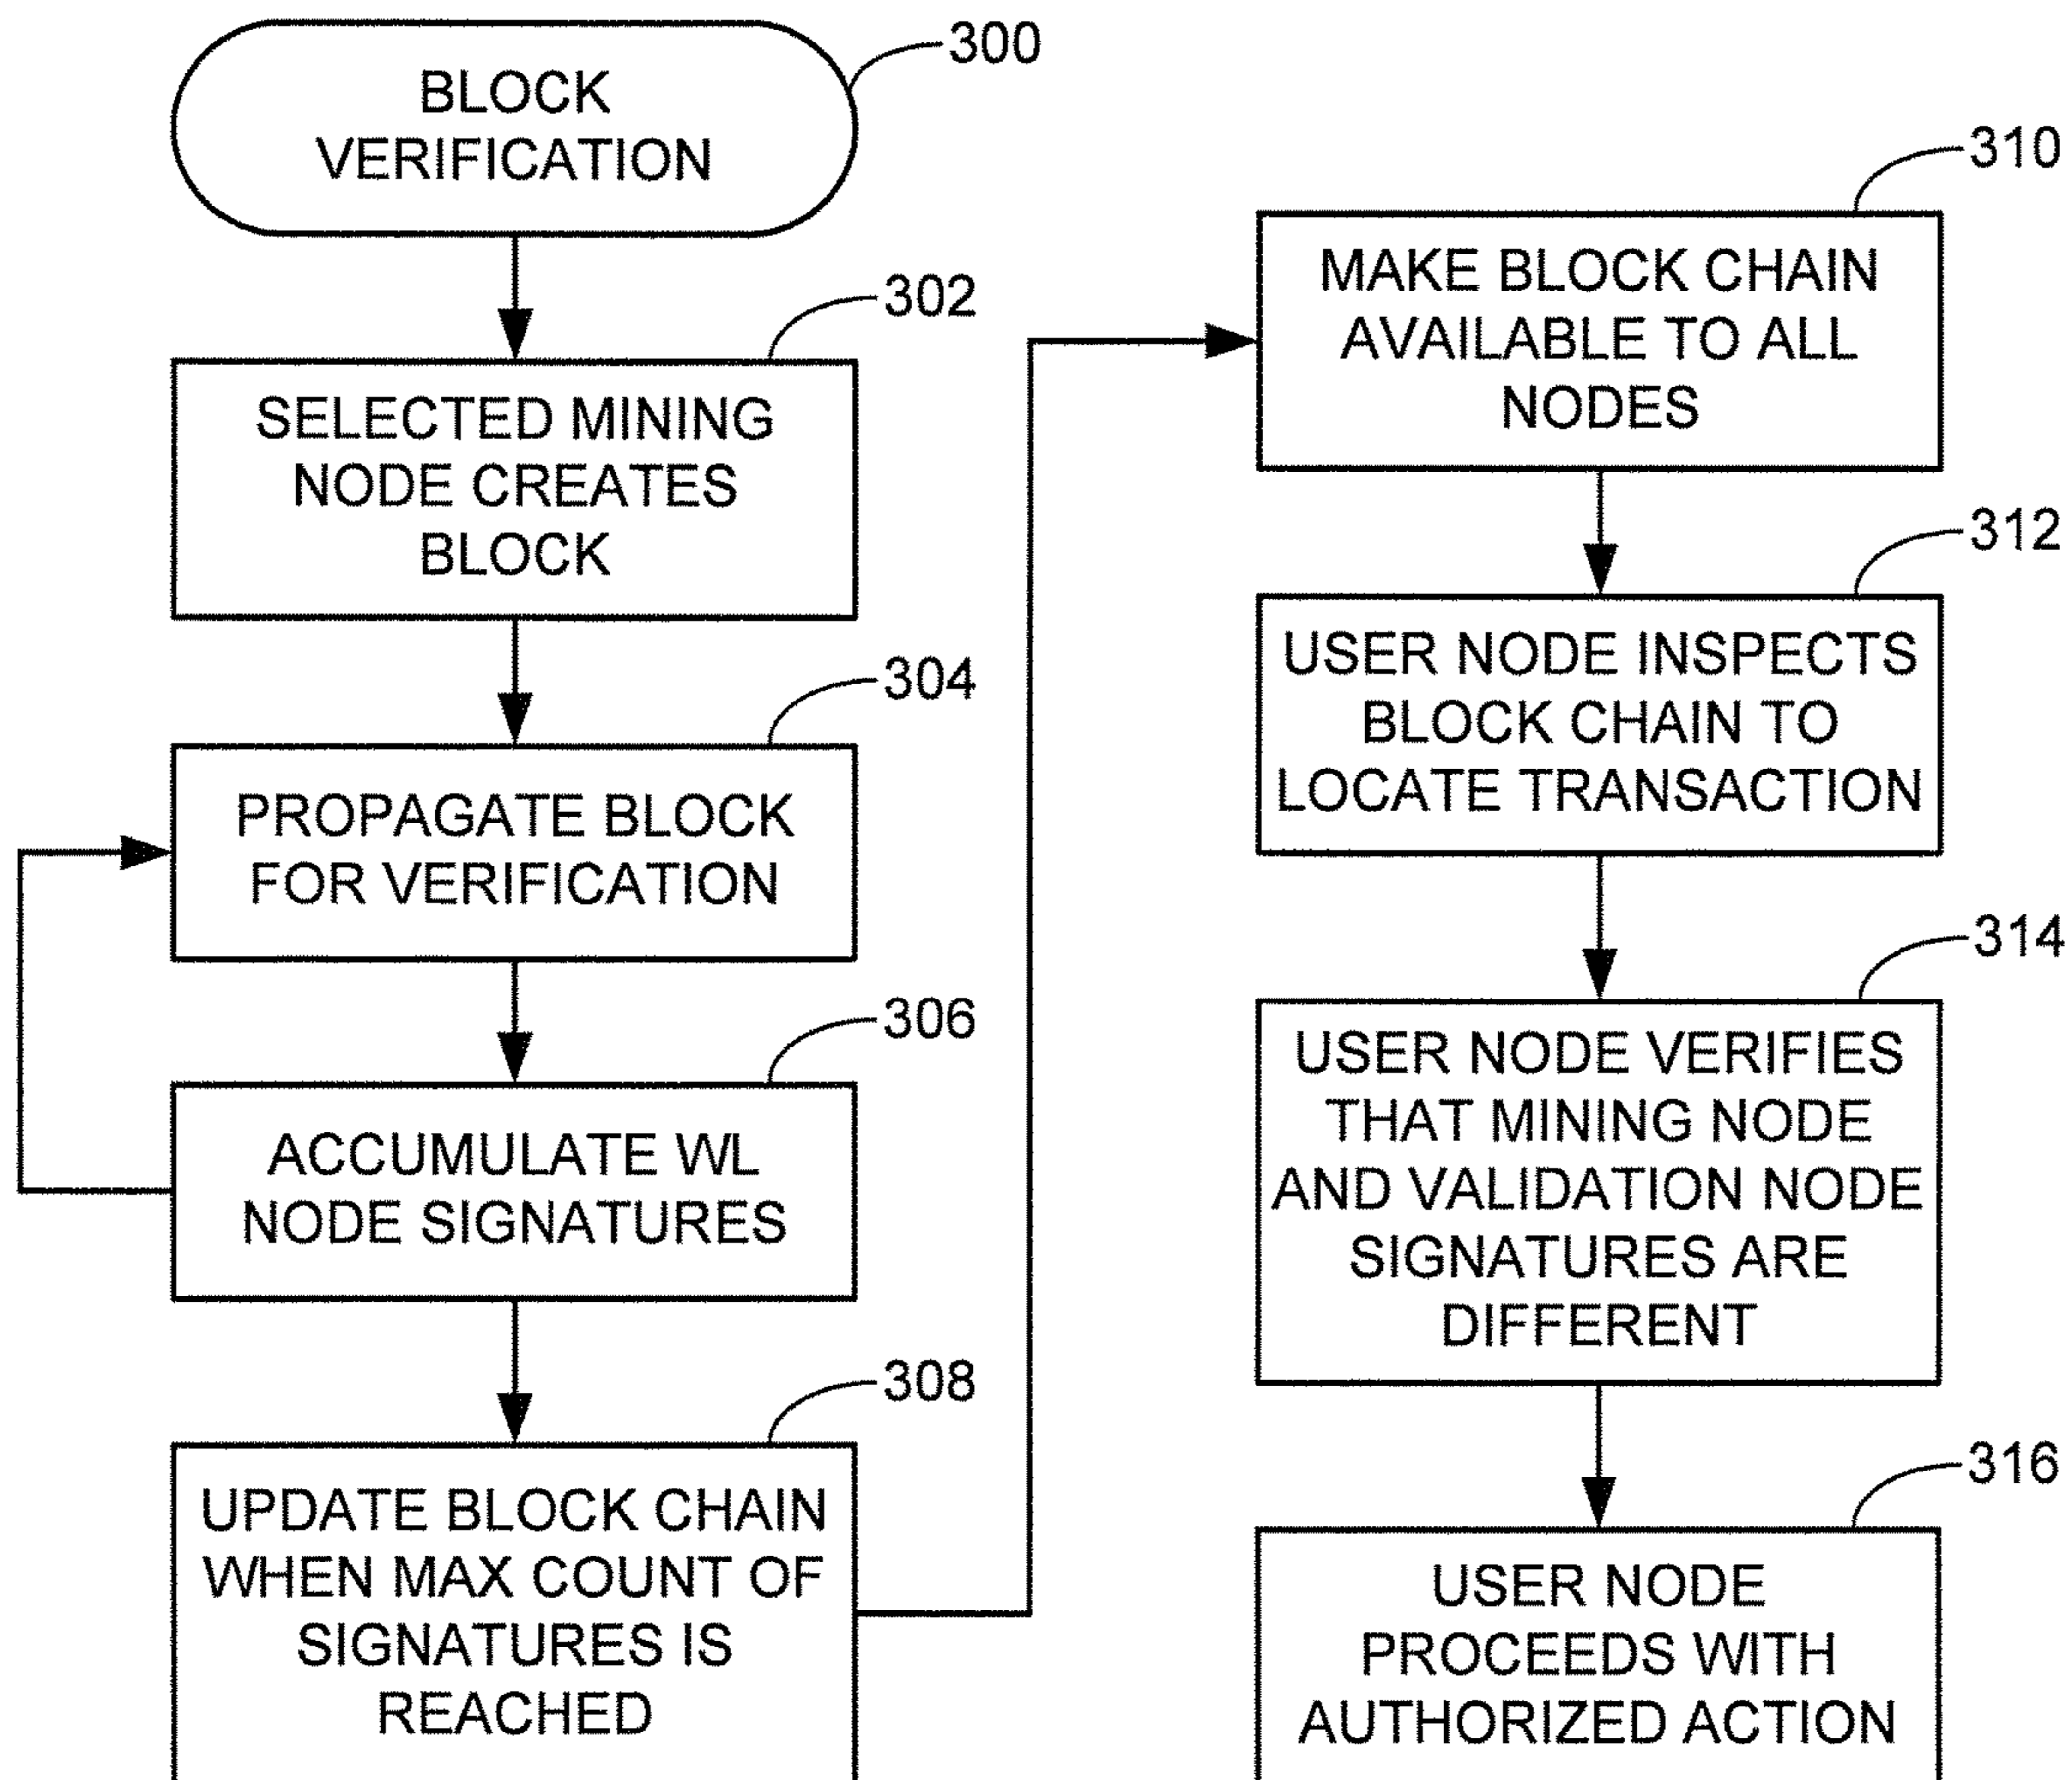 BLOCK
VERIFICATION
300
SELECTED MINING
NODE CREATES
BLOCK
302
PROPAGATE BLOCK
FOR VERIFICATION
304
ACCUMULATE WL
NODE SIGNATURES
306
UPDATE BLOCK CHAIN
WHEN MAX COUNT OF
SIGNATURES IS
REACHED
308
MAKE BLOCK CHAIN
AVAILABLE TO ALL
NODES
310
USER NODE INSPECTS
BLOCK CHAIN TO
LOCATE TRANSACTION
312
USER NODE VERIFIES
THAT MINING NODE
AND VALIDATION NODE
SIGNATURES ARE
DIFFERENT
314
USER NODE
PROCEEDS WITH
AUTHORIZED ACTION
316